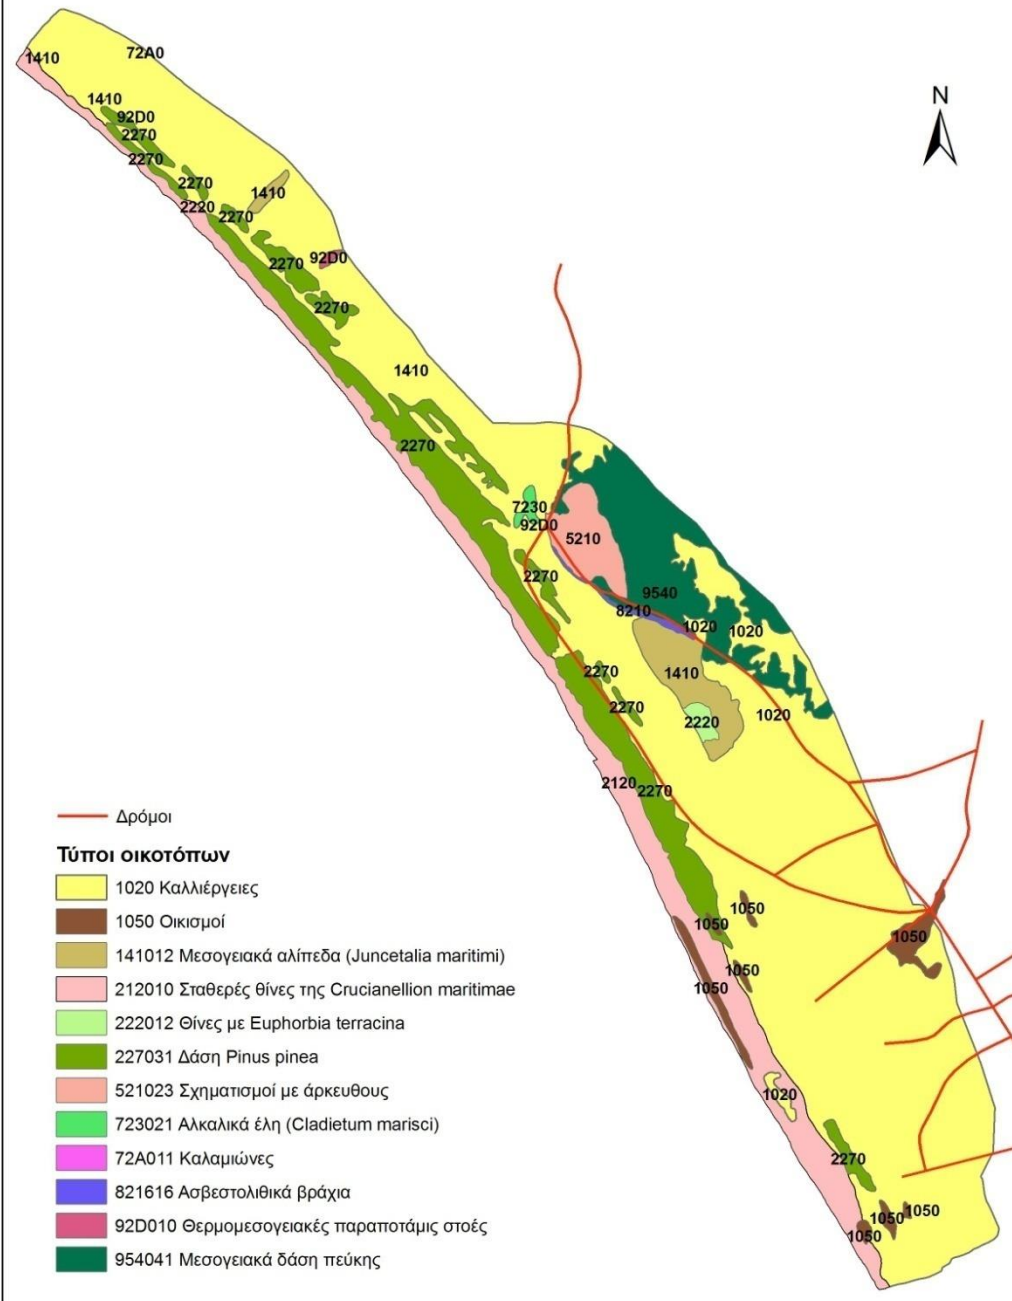 72A0
1410
N
1410
92D0
2270
2270
2270
1410
2220
2270
92D0
2270
2270
1410
2270
7230
92D0
5210
2270
9540
8210
1020
1020
2270
1410
2270
1020
2220
2120
2270
1050
1050
1050
1050
1050
1020
2270
1050
1050
1050
Δρόμοι
Τύποι οικοτόπων
1020 Καλλιέργειες
1050 Οικισμοί
141012 Μεσογειακά αλίπεδα (Juncetalia maritimi)
212010 Σταθερές θίνες της Crucianellion maritimae
222012 Θίνες με Euphorbia terracina
227031 Δάση Pinus pinea
521023 Σχηματισμοί με άρκευθους
723021 Αλκαλικά έλη (Cladietum marisci)
72A011 Καλαμιώνες
821616 Ασβεστολιθικά βράχια
92D010 Θερμομεσογειακές παραποτάμις στοές
954041 Μεσογειακά δάση πεύκης